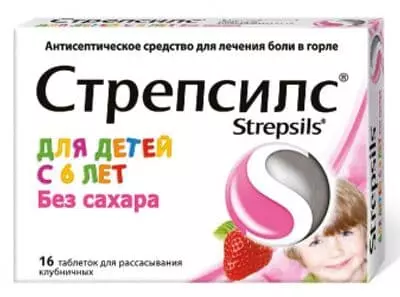 Антисептическое средство для лечения боли в горле
Стрепсилс®
Strepsils®
ДЛЯ ДЕТЕЙ
С 6 ЛЕТ
Без сахара
16 таблеток для рассасывания
клубничных